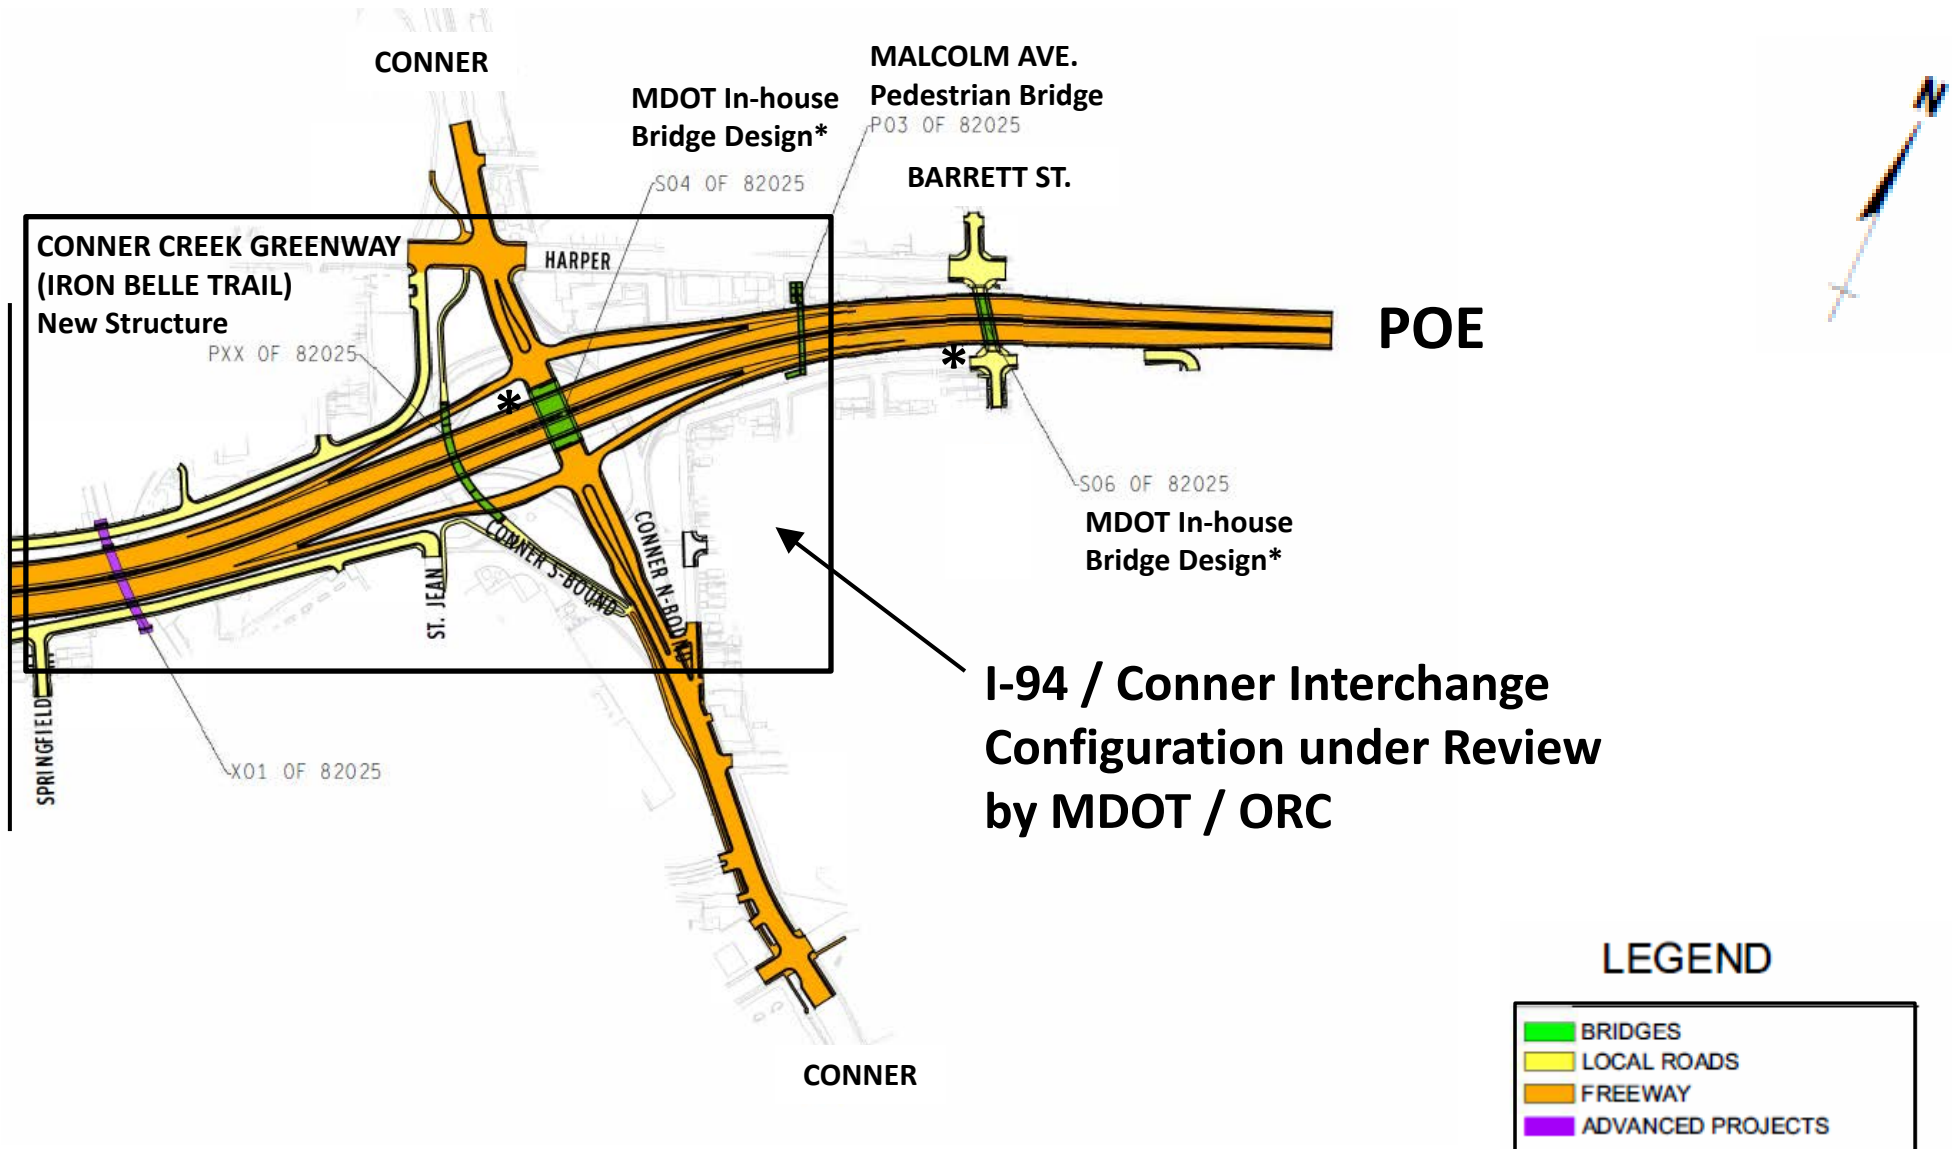 CONNER
MDOT In-house
Bridge Design*
S04 OF 82025
MALCOLM AVE.
Pedestrian Bridge
P03 OF 82025
BARRETT ST.
N
CONNER CREEK GREENWAY
(IRON BELLE TRAIL)
New Structure
PXX OF 82025
HARPER
POE
*
*
S06 OF 82025
MDOT In-house
Bridge Design*
CONNER S-BOUND
CONNER N-BOUND
ST. JEAN
SPRINGFIELD
X01 OF 82025
I-94 / Conner Interchange
Configuration under Review
by MDOT / ORC
CONNER
LEGEND
BRIDGES
LOCAL ROADS
FREEWAY
ADVANCED PROJECTS